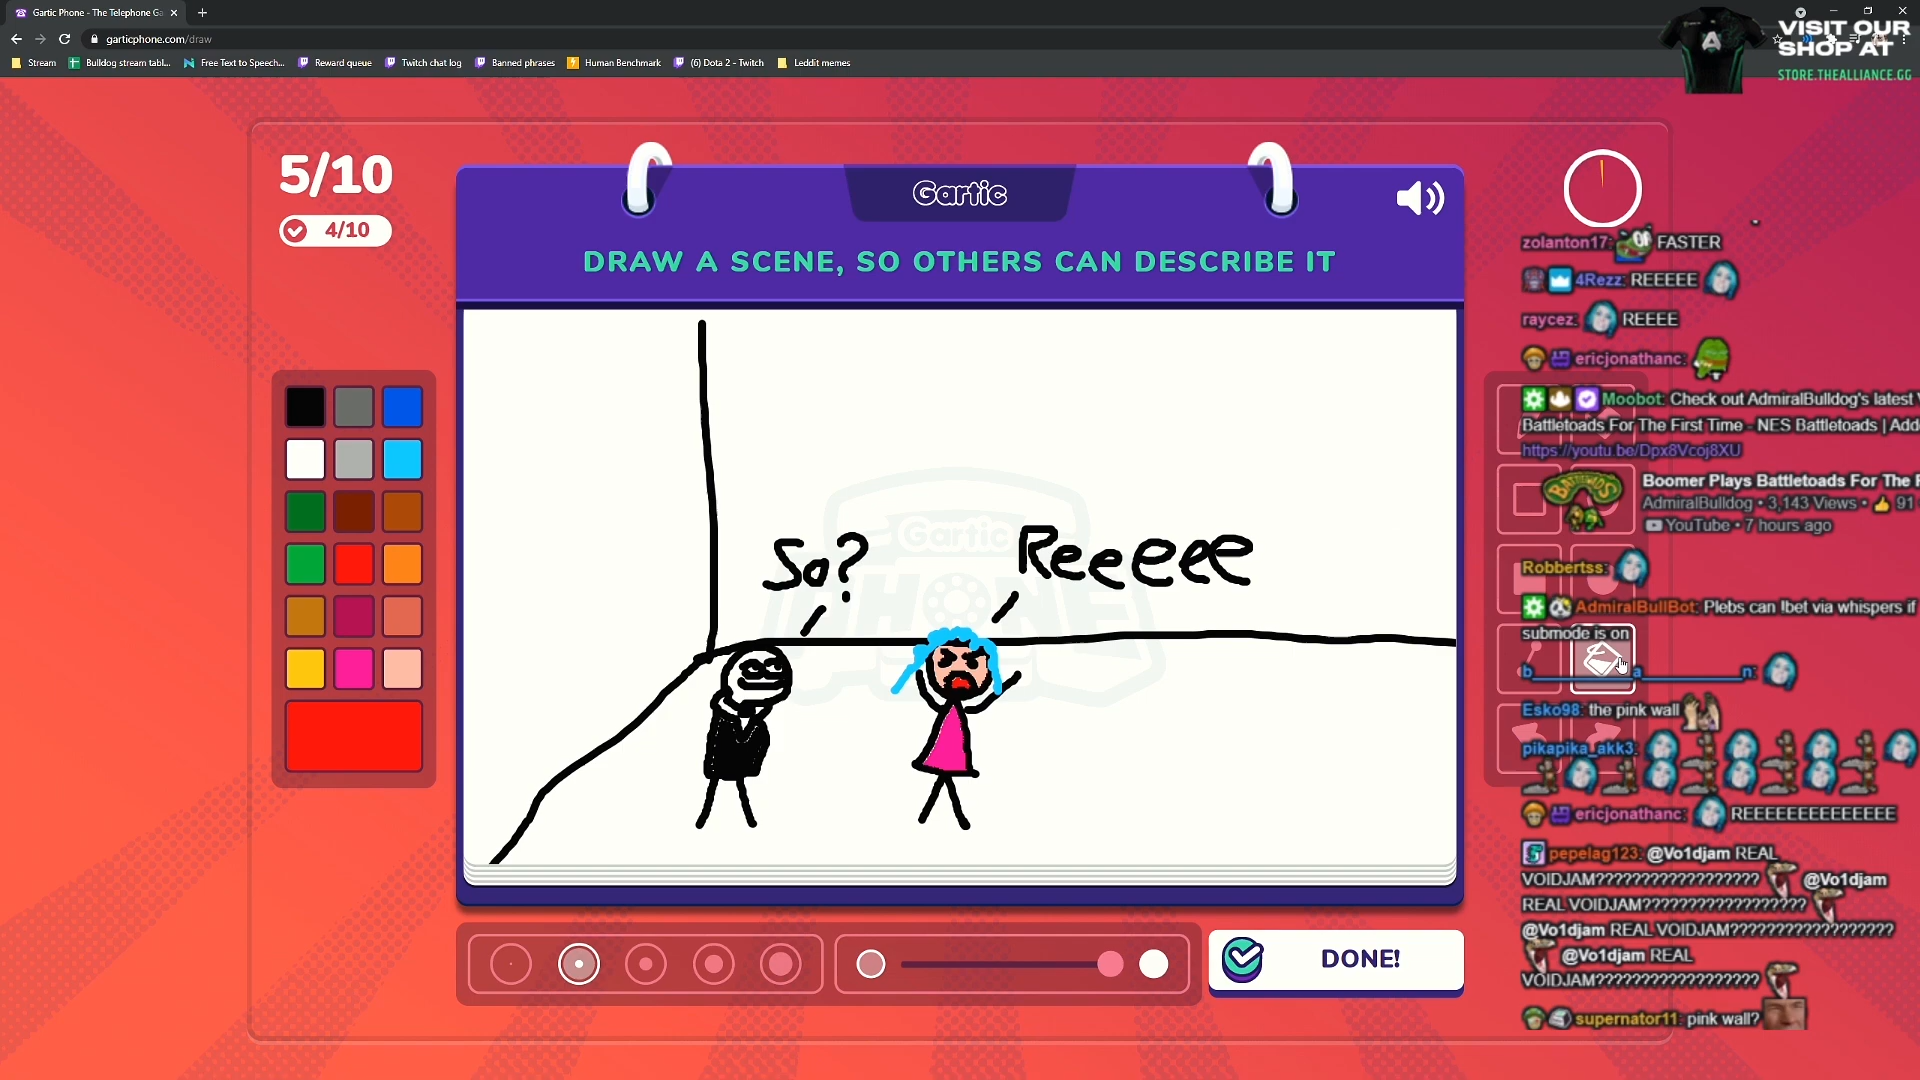 Gartic Phone - The Telephone Ga
garticphone.com/draw
Stream
Bulldog stream tabl...
Free Text to Speech...
Reward queue
Twitch chat log
Banned phrases
Human Benchmark
(6) Dota 2 - Twitch
Leddit memes
VISIT OUR
SHOP AT
STORE.THEALLIANCE.GG
5/10
4/10
Gartic
DRAW A SCENE, SO OTHERS CAN DESCRIBE IT
Gartic
PHONE
So?
Reeeee
DONE!
zolanton17: FASTER
4Rezz: REEEEE
raycez: REEEE
ericjonathanc:
Moobot: Check out AdmiralBulldog's latest
Battletoads For The First Time - NES Battletoads | Add
https://youtu.be/Dpx8Vcoj8XU
Boomer Plays Battletoads For The F
AdmiralBulldog • 3,143 Views • 91
YouTube • 7 hours ago
Robbertss:
AdmiralBullBot: Plebs can !bet via whispers if
submode is on
b_______a_______n:
Esko98: the pink wall
pikapika_akk3:
ericjonathanc: REEEEEEEEEEEEEE
pepelag123: @Vo1djam REAL
VOIDJAM?????????????????? @Vo1djam
REAL VOIDJAM??????????????????
@Vo1djam REAL VOIDJAM??????????????????
@Vo1djam REAL
VOIDJAM??????????????????
supernator11: pink wall?